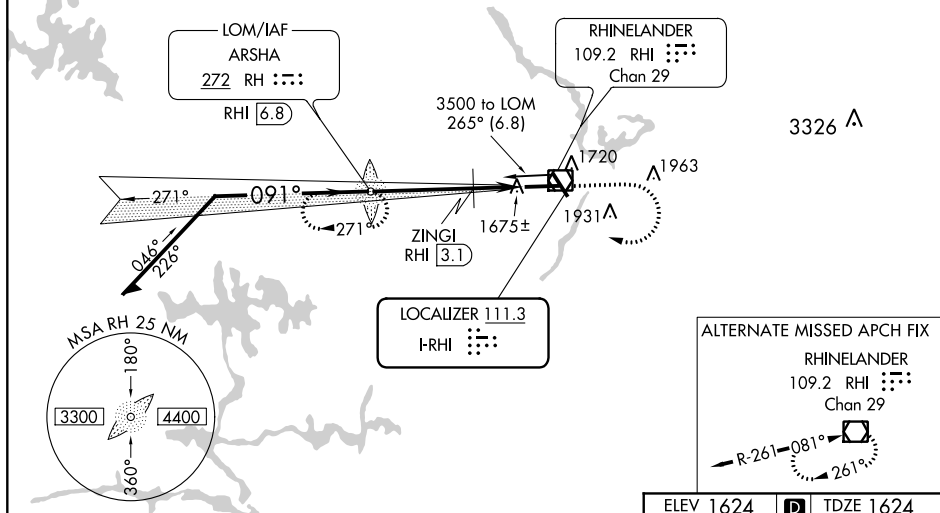 LOM/IAF
ARSHA
272 RH
RHI 6.8
RHINELANDER
109.2 RHI
Chan 29
3500 to LOM
265° (6.8)
3326
1720
1963
271°
091°
271°
1675±
1931
ZINGI
RHI 3.1
046°
226°
LOCALIZER 111.3
I-RHI
MSA RH 25 NM
180°
3300
4400
360°
ALTERNATE MISSED APCH FIX
RHINELANDER
109.2 RHI
Chan 29
R-261
081°
261°
ELEV 1624 D TDZE 1624